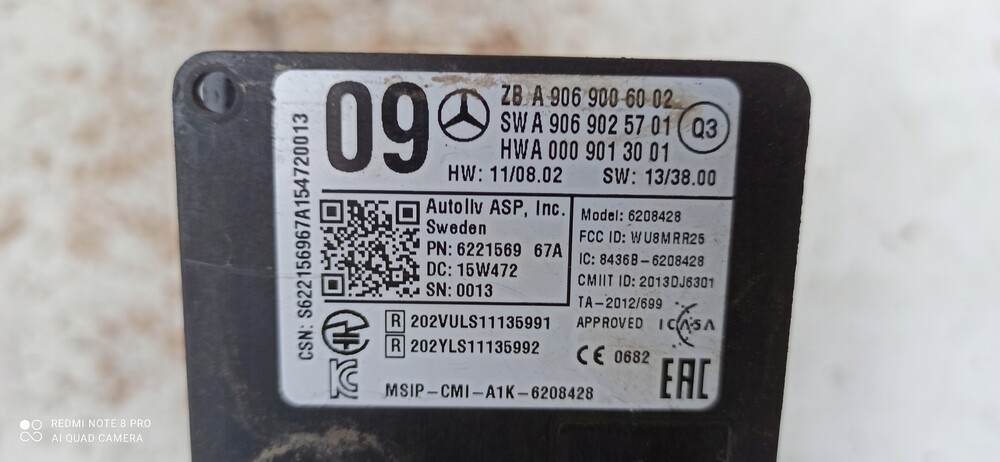 09
ZB A 906 900 60 02
SW A 906 902 57 01
HWA 000 901 30 01
Q3
HW: 11/08.02 SW: 13/38.00
CSN: S622156967A154720013
Autoliv ASP, Inc.
Sweden
PN: 6221569 67A
DC: 15W472
SN: 0013
Model: 6208428
FCC ID: WU8MRR25
IC: 8436B-6208428
CMIIT ID: 2013DJ6301
TA-2012/699
APPROVED ICASA
R 202VULS11135991
R 202YLS11135992
CE 0682
EAC
KC
MSIP-CMI-A1K-6208428
REDMI NOTE 8 PRO
AI QUAD CAMERA